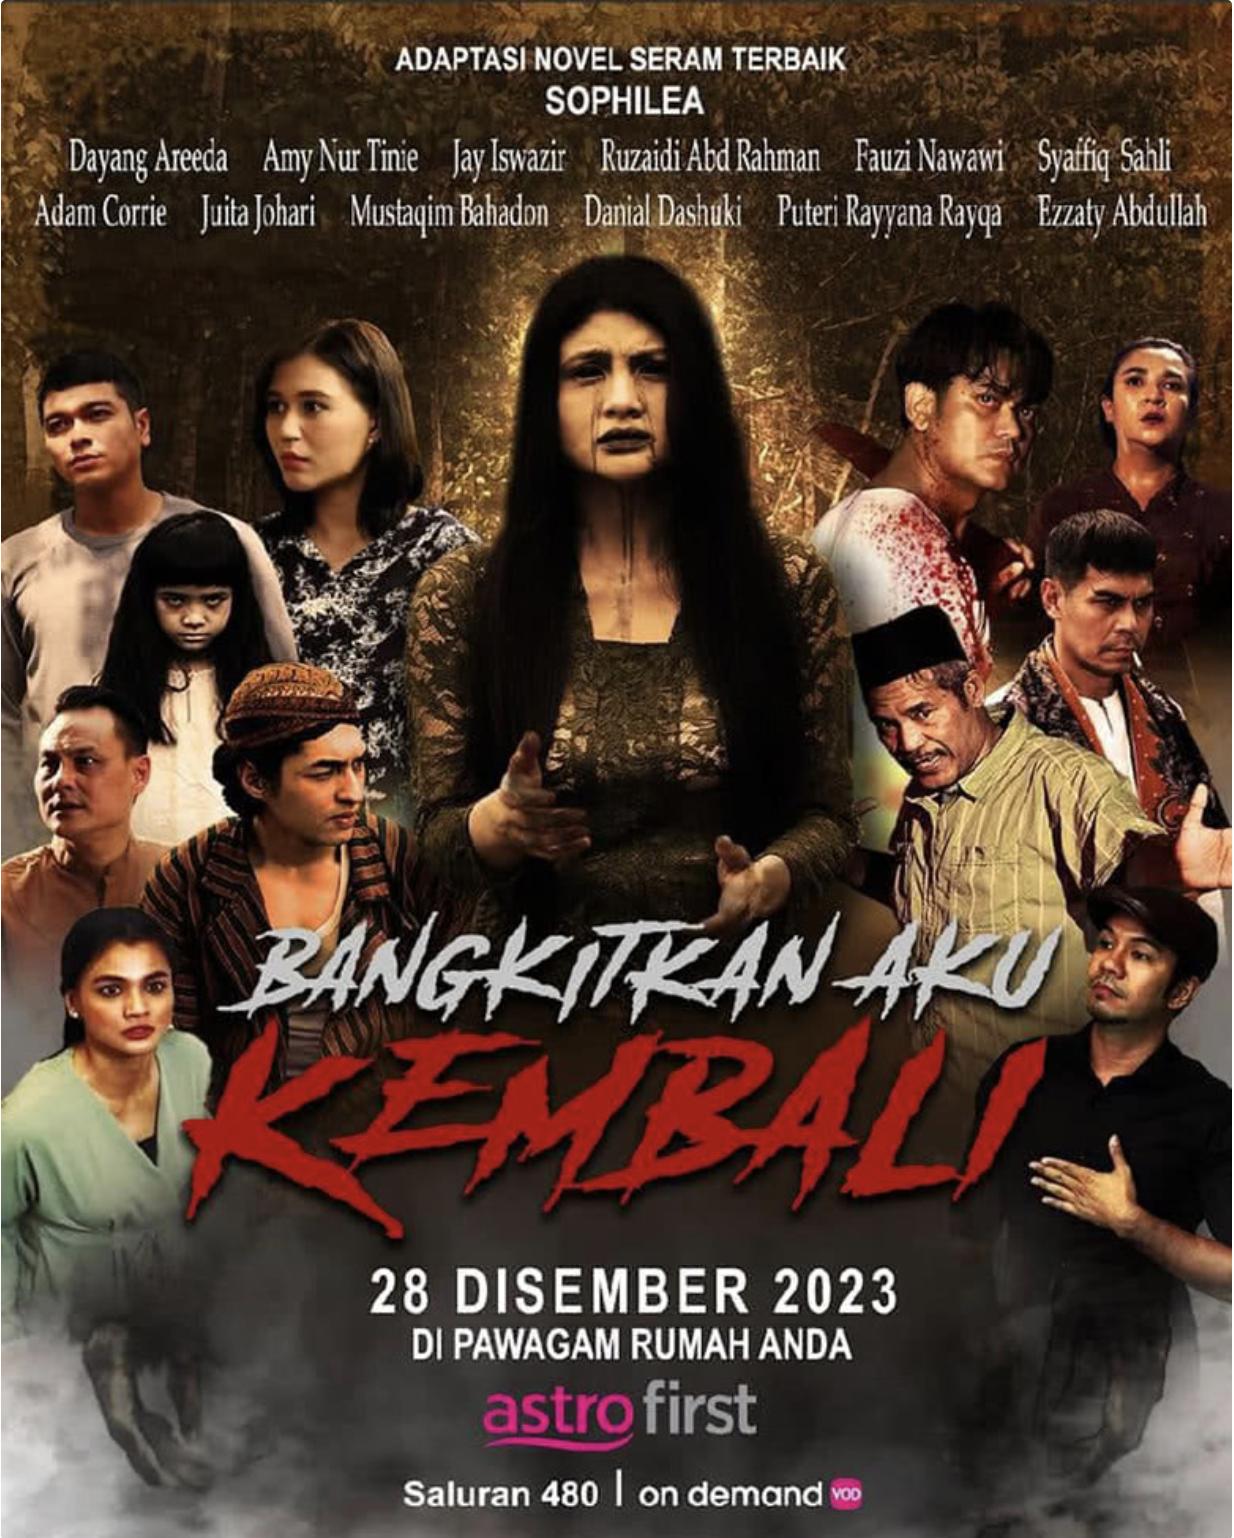 ADAPTASI NOVEL SERAM TERBAIK
SOPHILEA
Dayang Areeda Amy Nur Tinie Jay Iswazir Ruzaidi Abd Rahman Fauzi Nawawi Syaffiq Sahli
Adam Corrie Juita Johari Mustaqim Bahadon Danial Dashuki Puteri Rayyana Rayqa Ezzaty Abdullah
BANGKITKAN AKU
KEMBALI
28 DISEMBER 2023
DI PAWAGAM RUMAH ANDA
astro first
Saluran 480 | on demand VOD